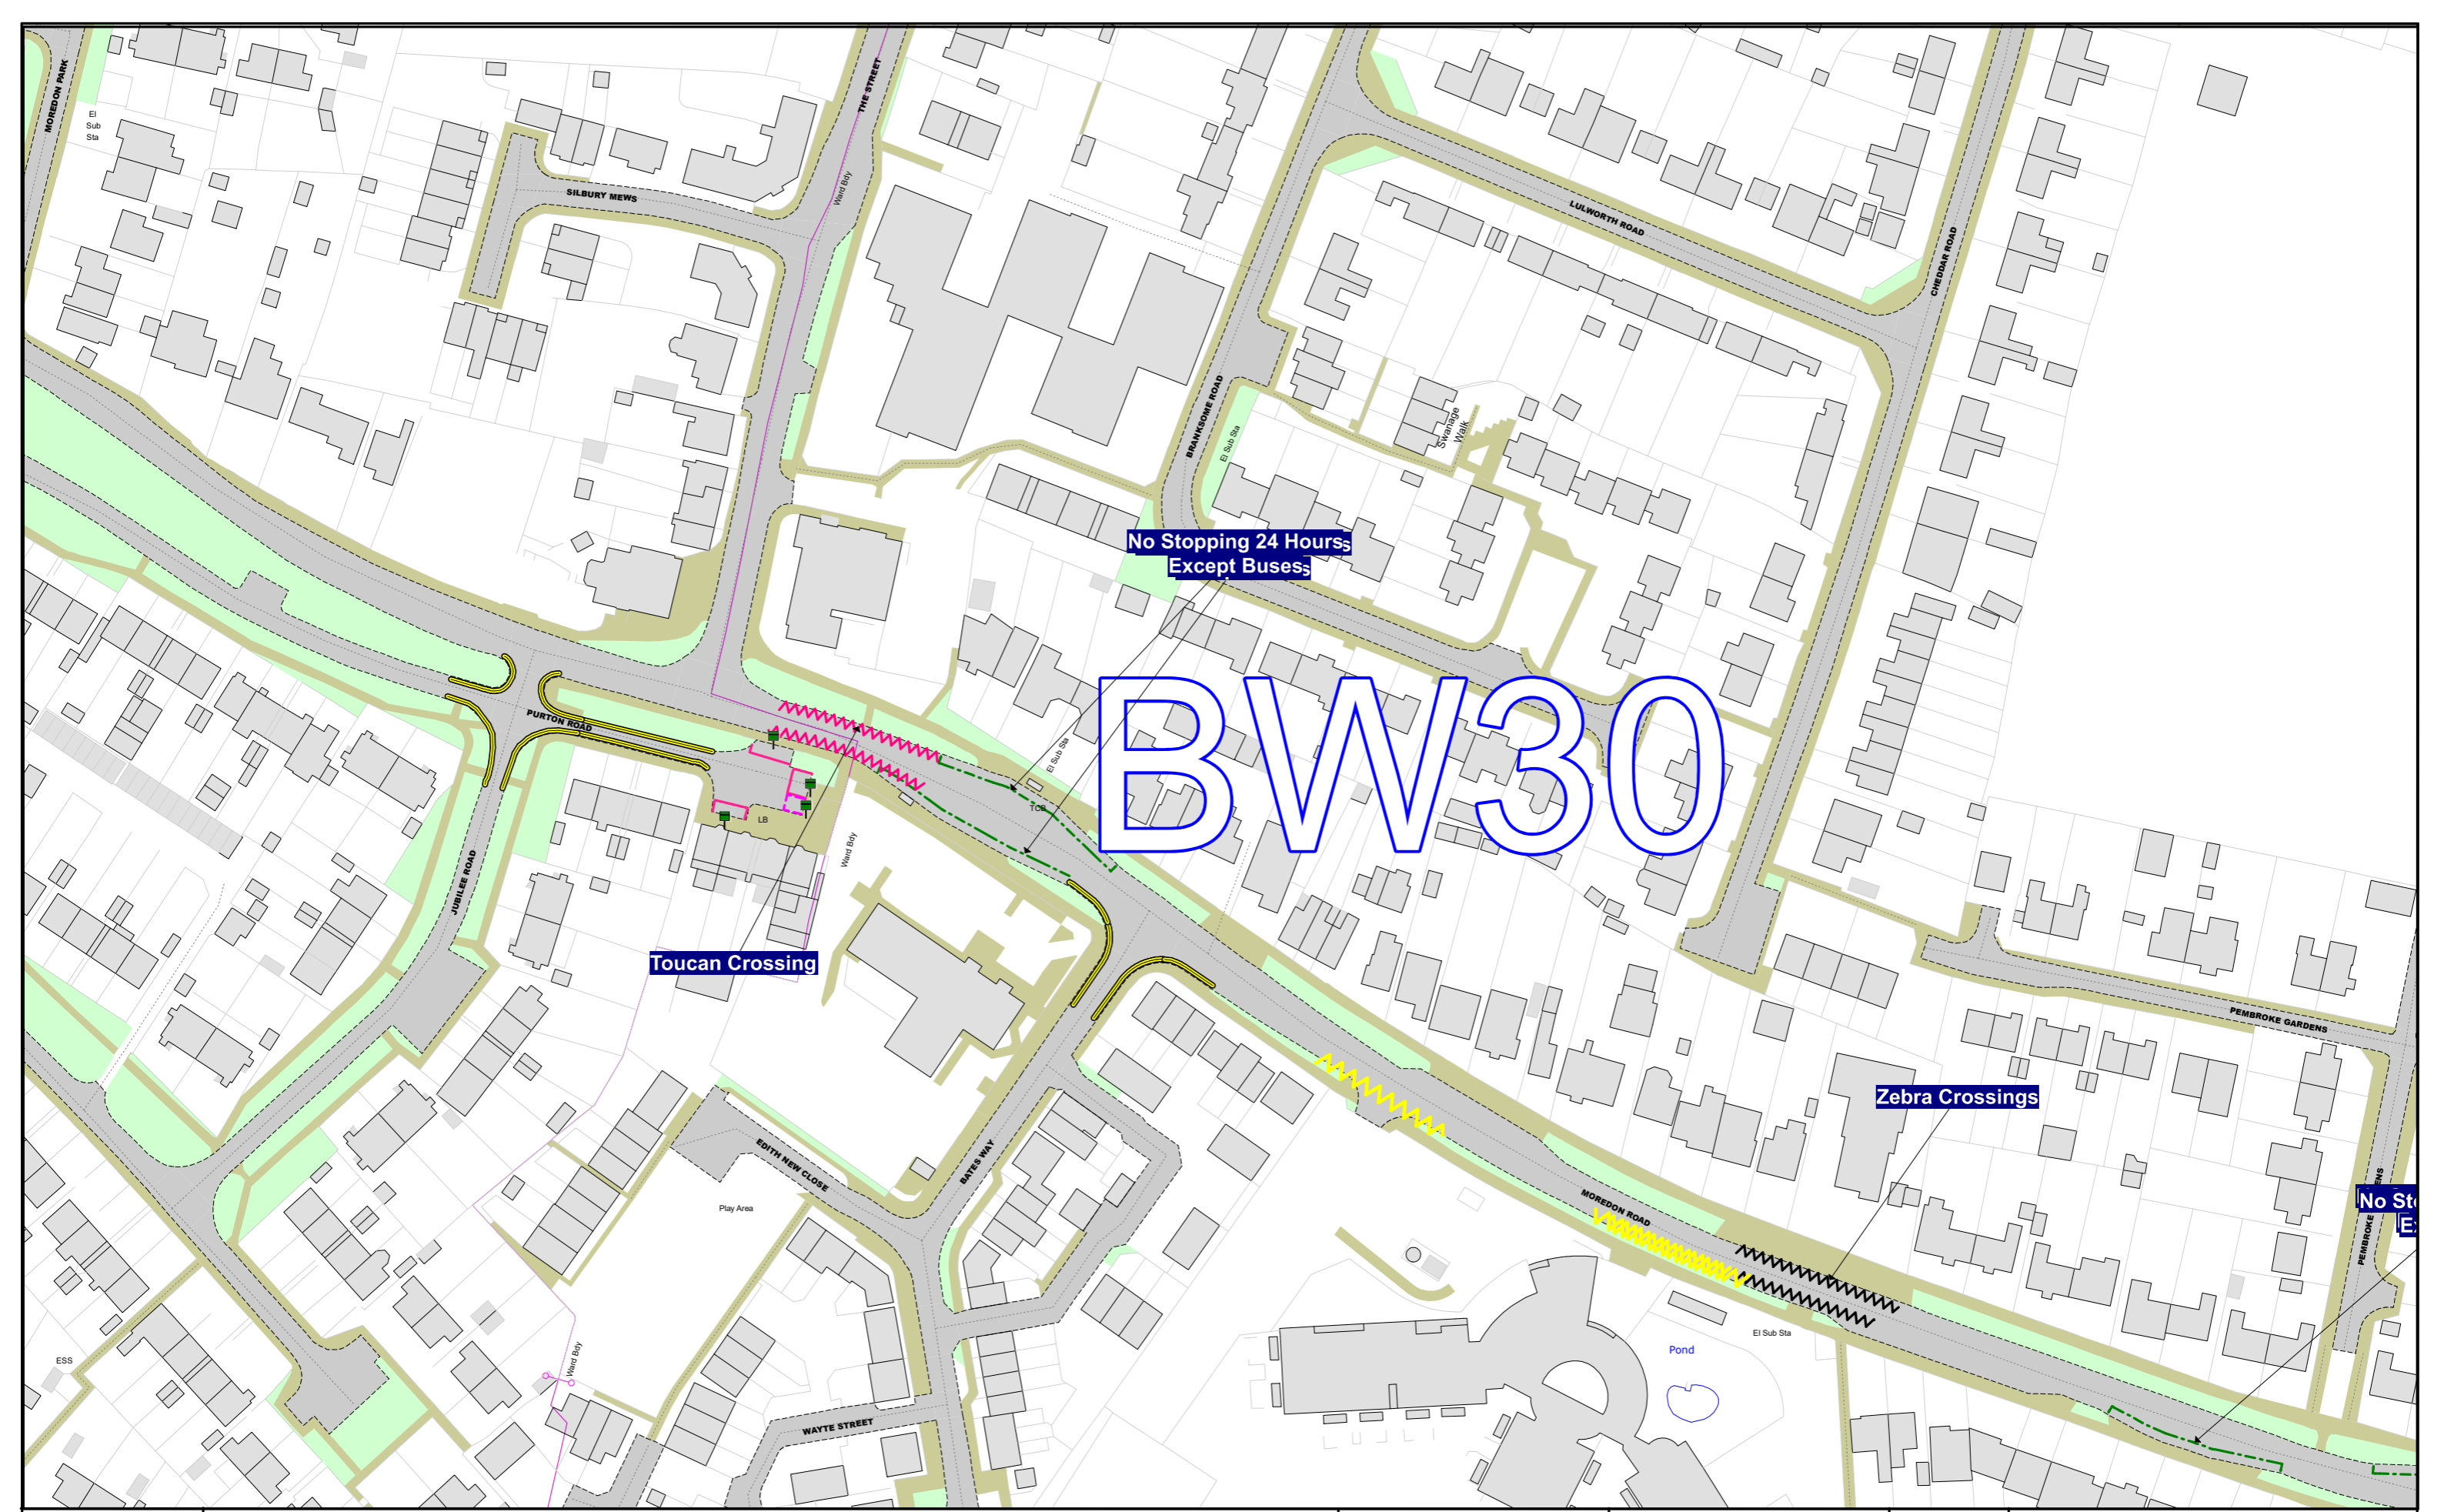 MOREDON PARK
El
Sub
Sta
THE STREET
SILBURY MEWS
Ward Bdy
LULWORTH ROAD
CHEDDAR ROAD
BRANKSOME ROAD
El Sub Sta
Swanage
Walk
No Stopping 24 Hours
Except Buses
BW30
PURTON ROAD
El Sub Sta
TCB
LB
Ward Bdy
JUBILEE ROAD
Toucan Crossing
PEMBROKE GARDENS
Zebra Crossings
EDITH NEW CLOSE
BATES WAY
Play Area
MOREDON ROAD
PEMBROKE
ENS
No St
E
El Sub Sta
Pond
ESS
Ward Bdy
WAYTE STREET